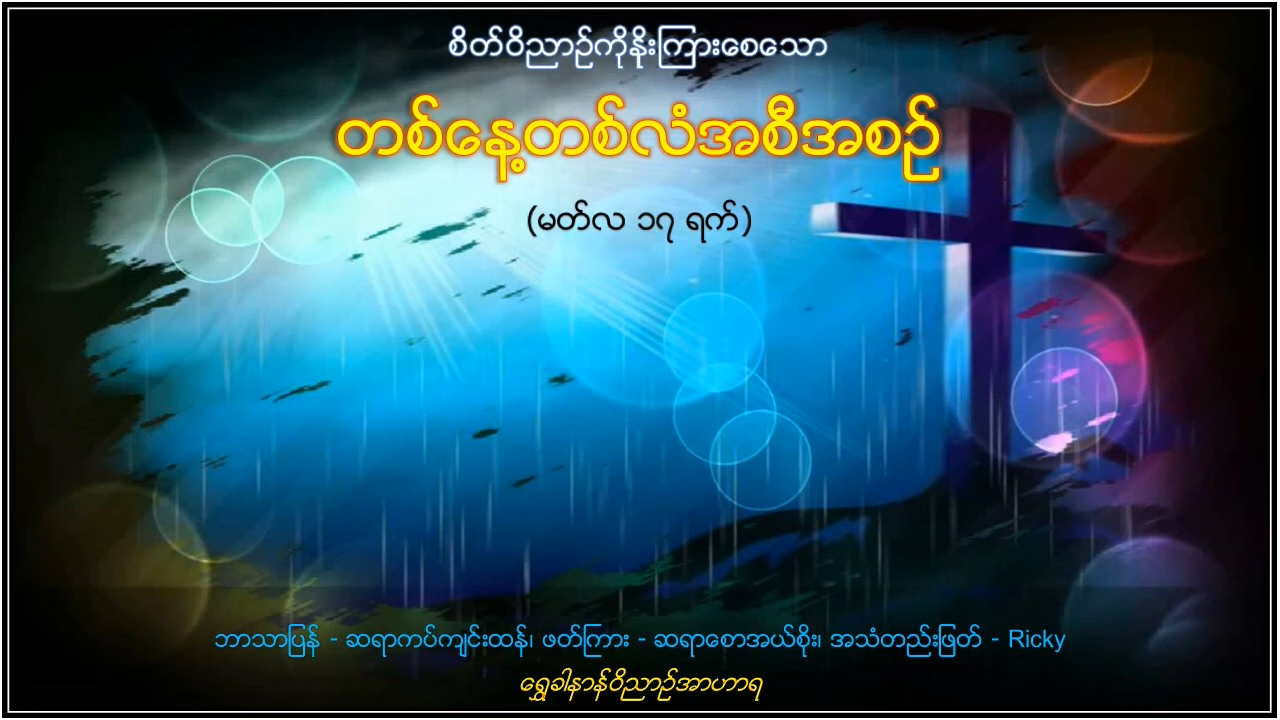 စိတ်ဝိညာဉ်ကိုနိုးကြားစေသော
တစ်နေ့တစ်လံအစီအစဉ်
(မတ်လ ၁၇ ရက်)
ဘာသာပြန် - ဆရာကပ်ကျင်းထန်၊ ဖတ်ကြား - ဆရာစောအယ်စိုး၊ အသံတည်းဖြတ် - Ricky
ရွှေခါနာန်ဝိညာဉ်အာဟာရ